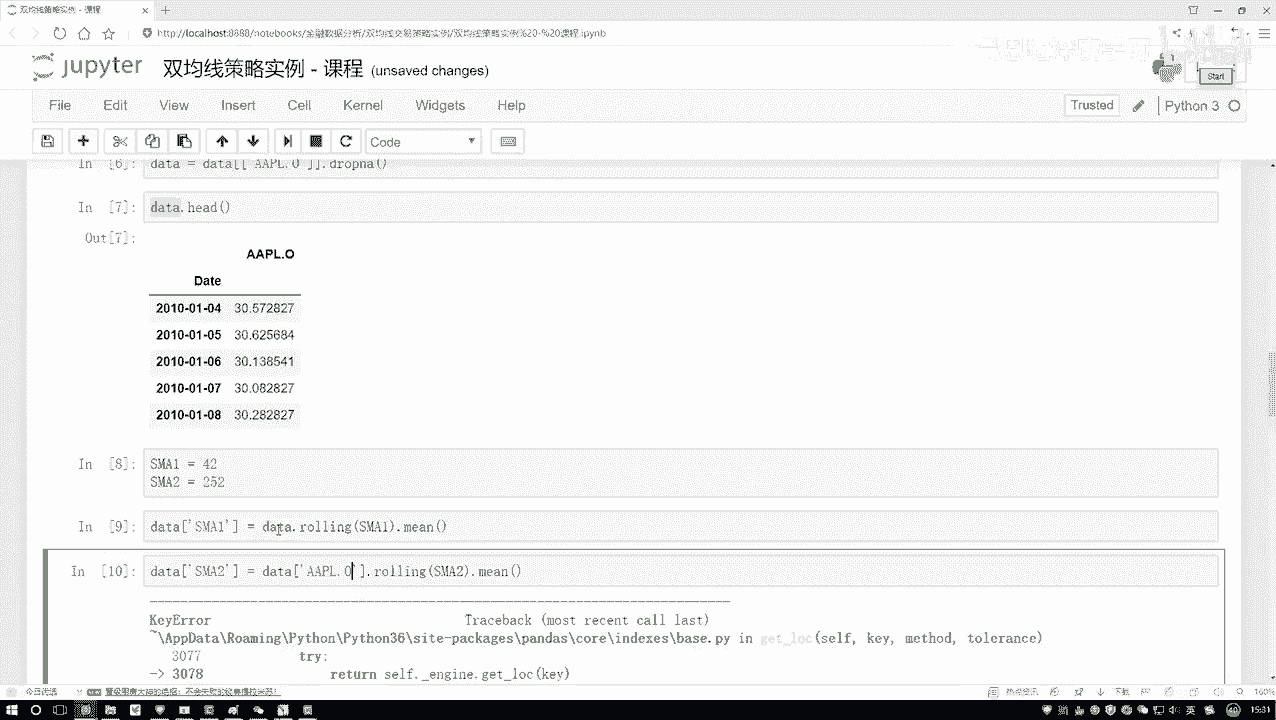 双均线策略实例 - 课程
http://localhost:8888/notebooks/金融数据分析/双均线交易策略实例/双均线策略实例%20-%20课程.ipynb
jupyter 双均线策略实例 - 课程 (unsaved changes)
Start
File Edit View Insert Cell Kernel Widgets Help
Trusted Python 3
Code
In [6]: data = data[['AAPL.O']].dropna()
In [7]: data.head()
Out[7]:
AAPL.O
Date
2010-01-04 30.572827
2010-01-05 30.625684
2010-01-06 30.138541
2010-01-07 30.082827
2010-01-08 30.282827
In [8]: SMA1 = 42
SMA2 = 252
In [9]: data['SMA1'] = data.rolling(SMA1).mean()
In [10]: data['SMA2'] = data['AAPL.O'].rolling(SMA2).mean()
KeyError Traceback (most recent call last)
~\AppData\Roaming\Python\Python36\site-packages\pandas\core\indexes\base.py in get_loc(self, key, method, tolerance)
3077 try:
-> 3078 return self._engine.get_loc(key)
今日优选
热点资讯 下载 160%
英 15:31